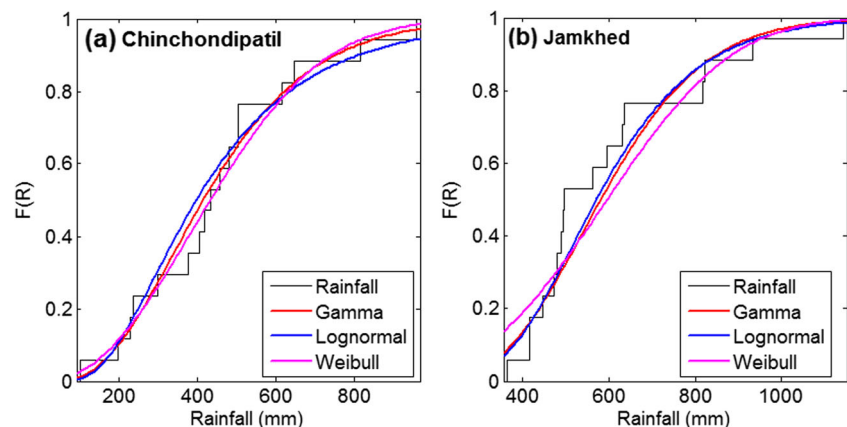 (a) Chinchondipatil
F(R)
1
0.8
0.6
0.4
0.2
0
200 400 600 800
Rainfall (mm)
Rainfall
Gamma
Lognormal
Weibull
(b) Jamkhed
F(R)
1
0.8
0.6
0.4
0.2
0
400 600 800 1000
Rainfall (mm)
Rainfall
Gamma
Lognormal
Weibull